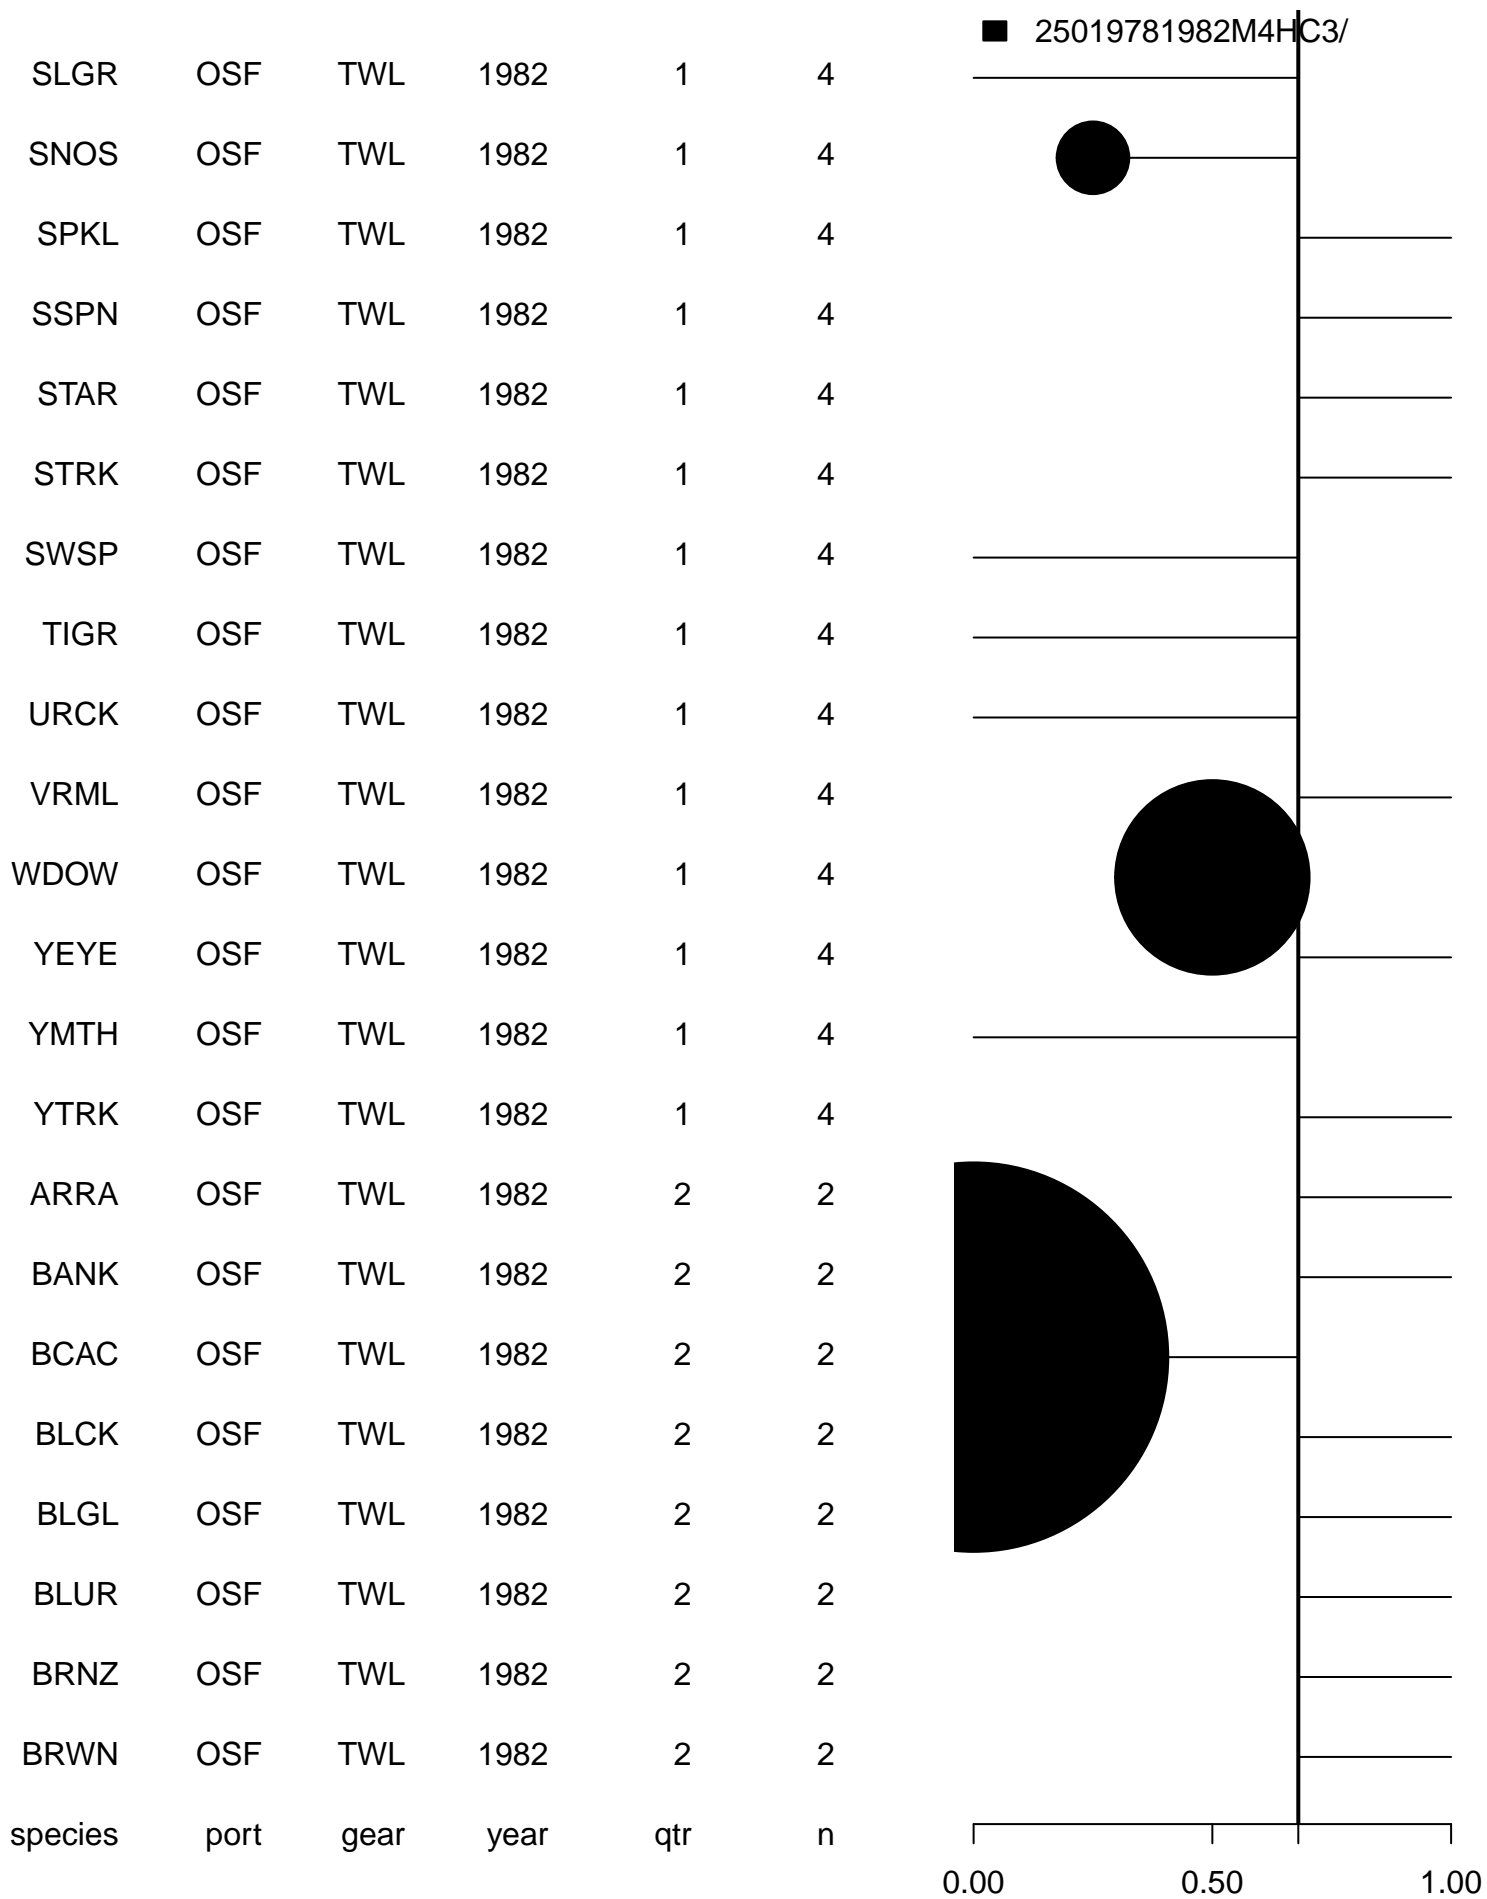 25019781982M4HC3/
SLGR OSF TWL 1982 1 4
SNOS OSF TWL 1982 1 4
SPKL OSF TWL 1982 1 4
SSPN OSF TWL 1982 1 4
STAR OSF TWL 1982 1 4
STRK OSF TWL 1982 1 4
SWSP OSF TWL 1982 1 4
TIGR OSF TWL 1982 1 4
URCK OSF TWL 1982 1 4
VRML OSF TWL 1982 1 4
WDOW OSF TWL 1982 1 4
YEYE OSF TWL 1982 1 4
YMTH OSF TWL 1982 1 4
YTRK OSF TWL 1982 1 4
ARRA OSF TWL 1982 2 2
BANK OSF TWL 1982 2 2
BCAC OSF TWL 1982 2 2
BLCK OSF TWL 1982 2 2
BLGL OSF TWL 1982 2 2
BLUR OSF TWL 1982 2 2
BRNZ OSF TWL 1982 2 2
BRWN OSF TWL 1982 2 2
species port gear year qtr n
0.00 0.50 1.00